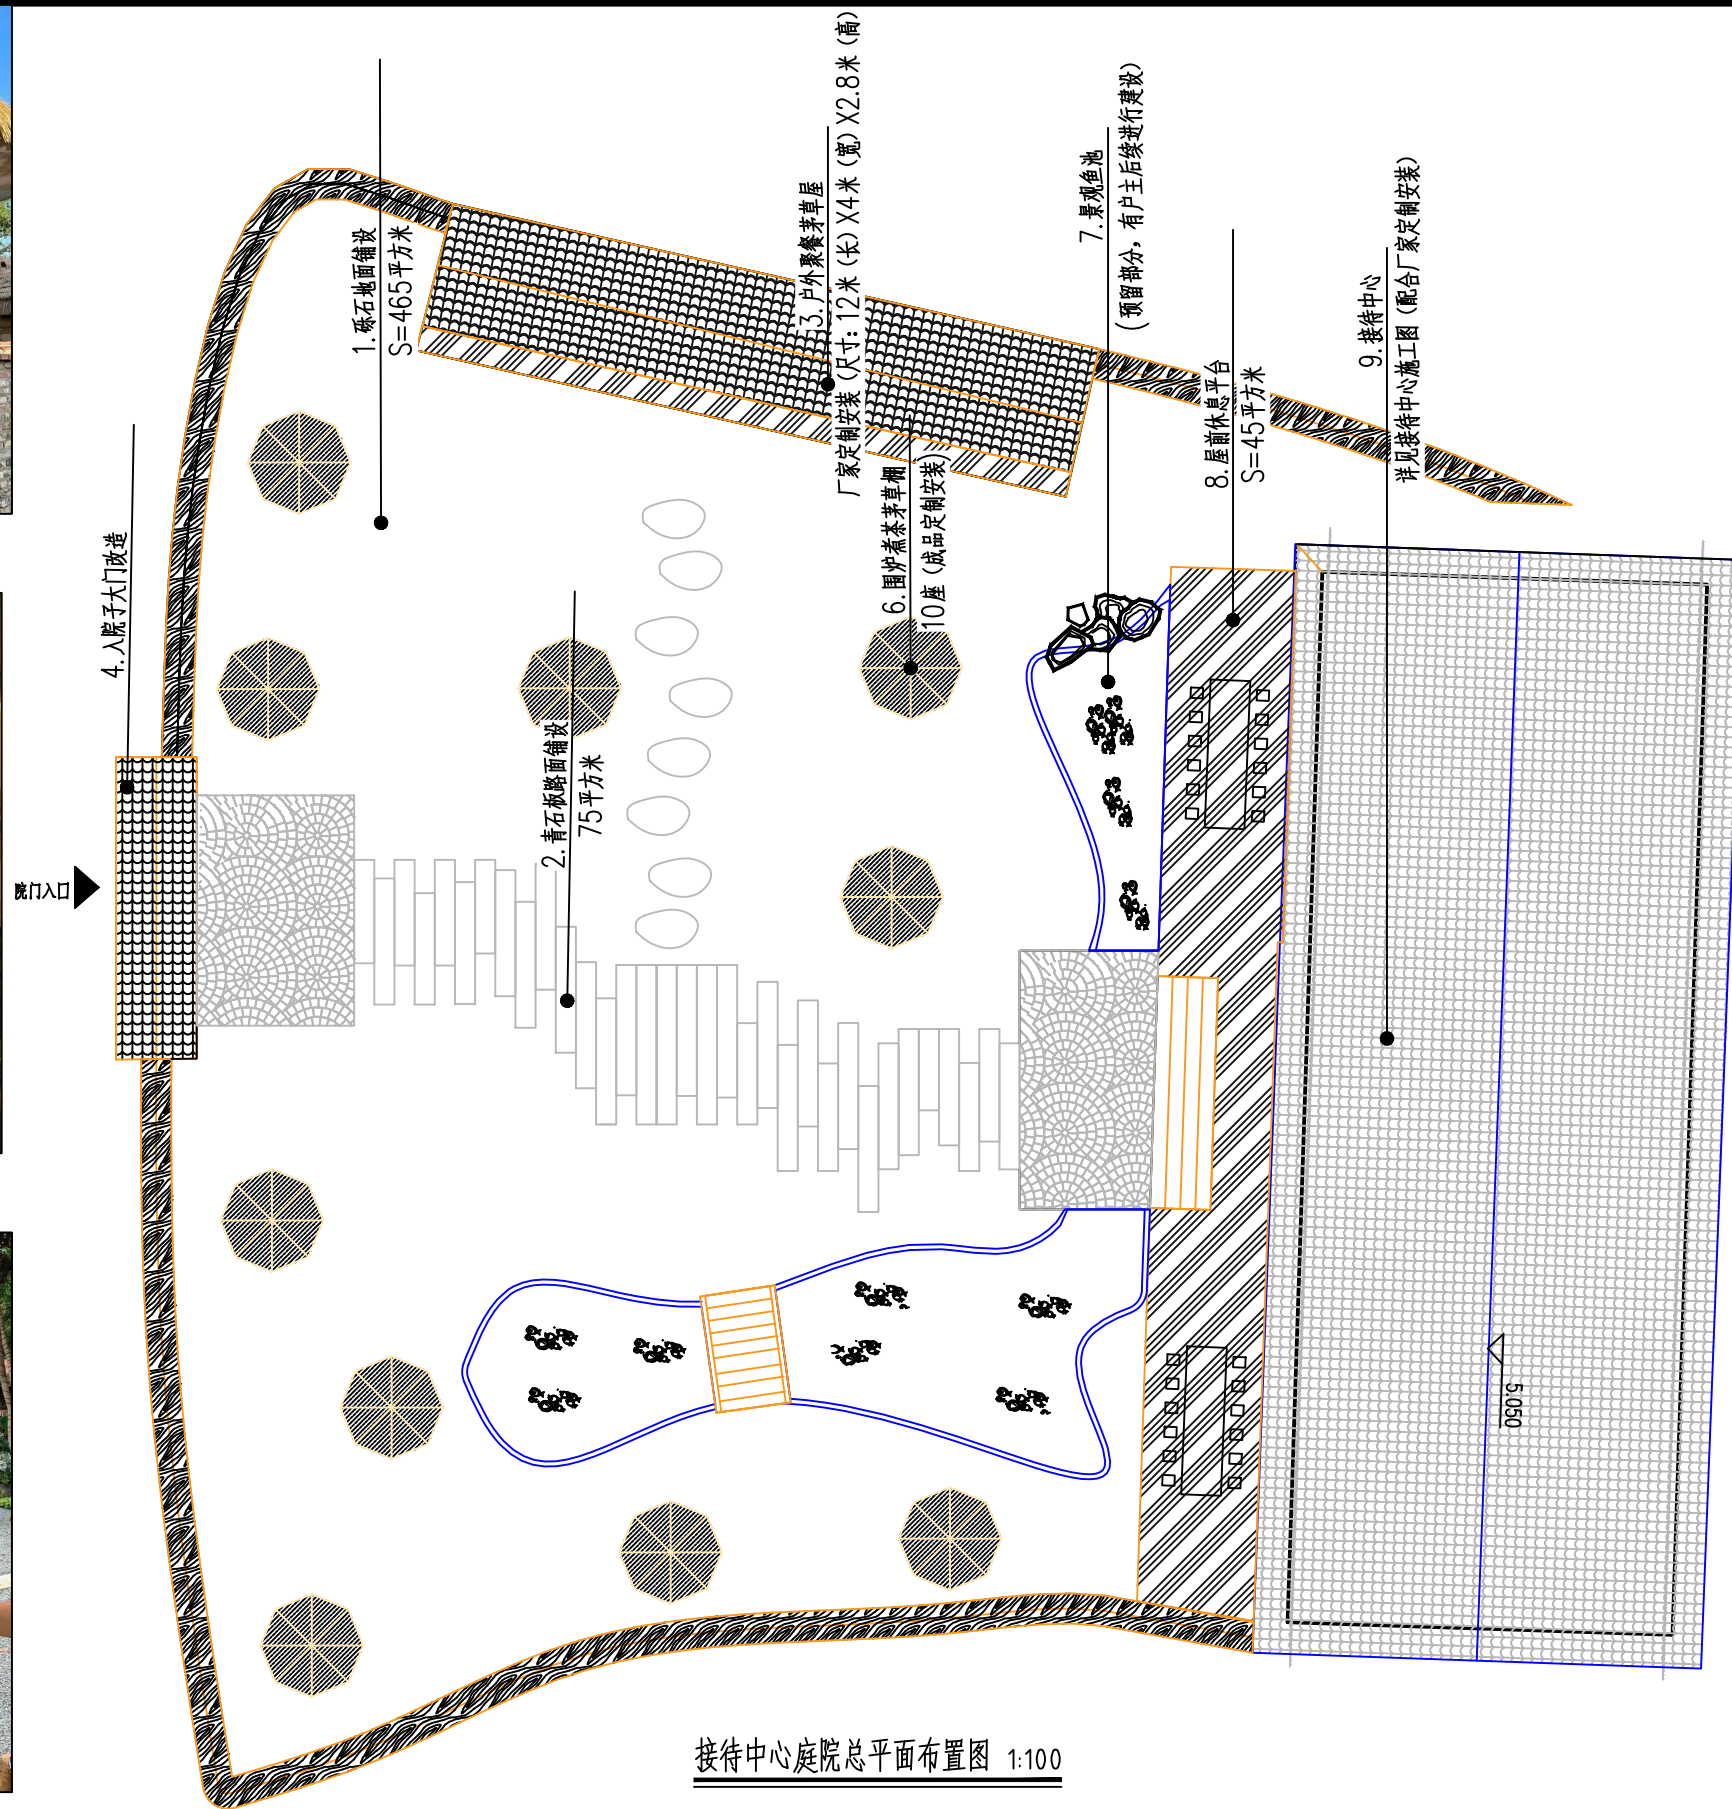 1.砾石地面铺设
S=465平方米
3.户外聚餐茅草屋
厂家定制安装（尺寸：12米（长）X4米（宽）X2.8米（高）
7.景观鱼池
（预留部分，有户主后续进行建设）
9.接待中心
详见接待中心施工图（配合厂家定制安装）
8.屋前休息平台
S=45平方米
6.围炉煮茶茅草棚
10座（成品定制安装）
4.入院子大门改造
2.青石板路面铺设
75平方米
院门入口
5.050
接待中心庭院总平面布置图 1:100